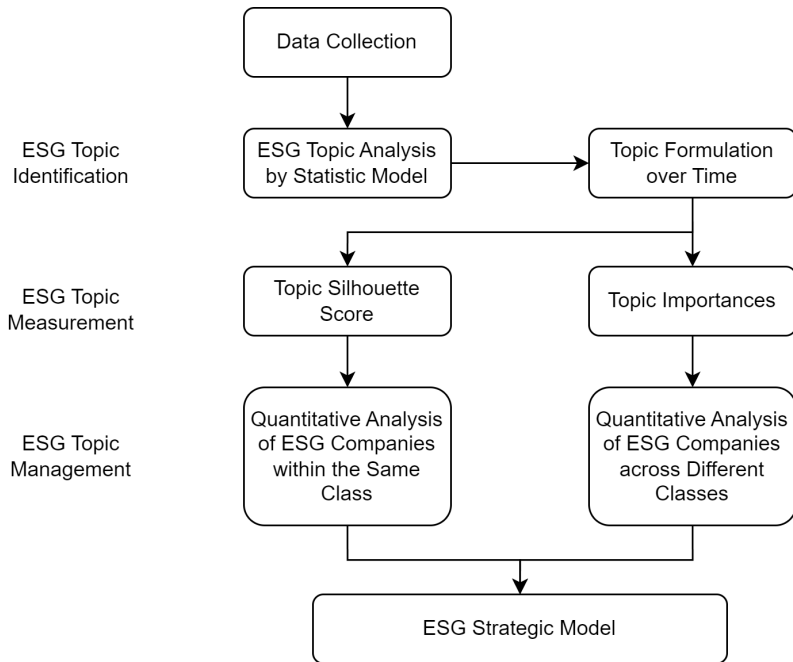 Data Collection
ESG Topic
Identification
ESG Topic Analysis
by Statistic Model
Topic Formulation
over Time
ESG Topic
Measurement
Topic Silhouette
Score
Topic Importances
ESG Topic
Management
Quantitative Analysis
of ESG Companies
within the Same
Class
Quantitative Analysis
of ESG Companies
across Different
Classes
ESG Strategic Model